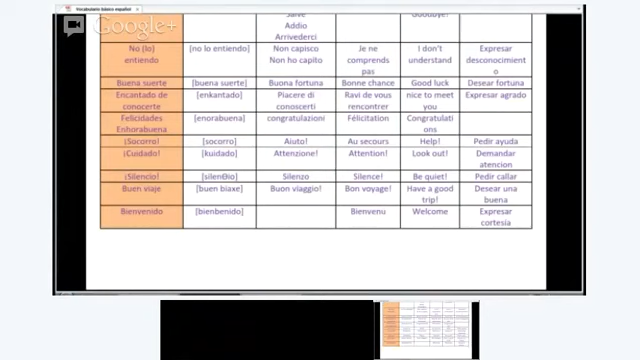 Vocabulario básico español
Google+
Salve
Addio
Arrivederci
Goodbye!
No (lo) entiendo
[no lo entiendo]
Non capisco
Non ho capito
Je ne comprends pas
I don't understand
Expresar desconocimiento
Buena suerte
[buena suerte]
Buona fortuna
Bonne chance
Good luck
Desear fortuna
Encantado de conocerte
[enkantado]
Piacere di conoscerti
Ravi de vous rencontrer
nice to meet you
Expresar agrado
Felicidades
Enhorabuena
[enorabuena]
congratulazioni
Félicitation
Congratulations
¡Socorro!
[socorro]
Aiuto!
Au secours
Help!
Pedir ayuda
¡Cuidado!
[kuidado]
Attenzione!
Attention!
Look out!
Demandar atencion
¡Silencio!
[silenΘio]
Silenzo
Silence!
Be quiet!
Pedir callar
Buen viaje
[buen biaxe]
Buon viaggio!
Bon voyage!
Have a good trip!
Desear una buena
Bienvenido
[bienbenido]
Bienvenu
Welcome
Expresar cortesía